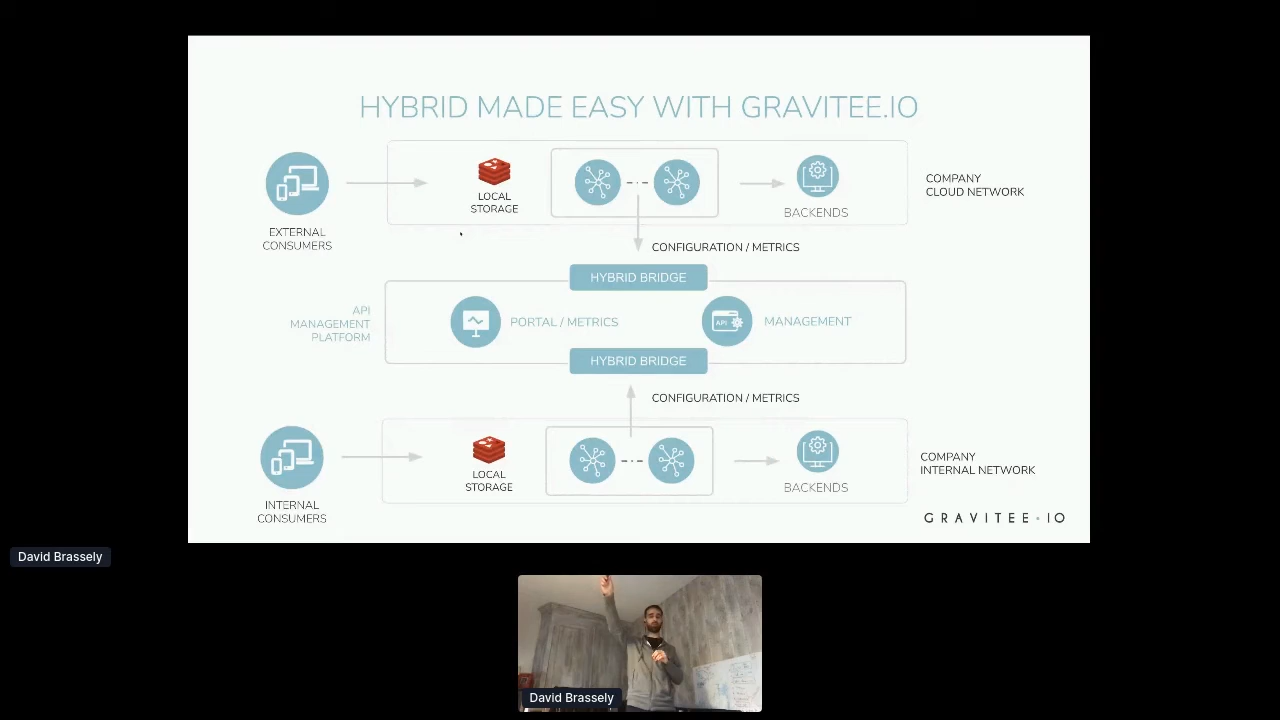 HYBRID MADE EASY WITH GRAVITEE.IO
EXTERNAL
CONSUMERS
LOCAL
STORAGE
BACKENDS
COMPANY
CLOUD NETWORK
CONFIGURATION / METRICS
HYBRID BRIDGE
API
MANAGEMENT
PLATFORM
PORTAL / METRICS
API
MANAGEMENT
HYBRID BRIDGE
CONFIGURATION / METRICS
INTERNAL
CONSUMERS
LOCAL
STORAGE
BACKENDS
COMPANY
INTERNAL NETWORK
GRAVITEE·IO
David Brassely
David Brassely